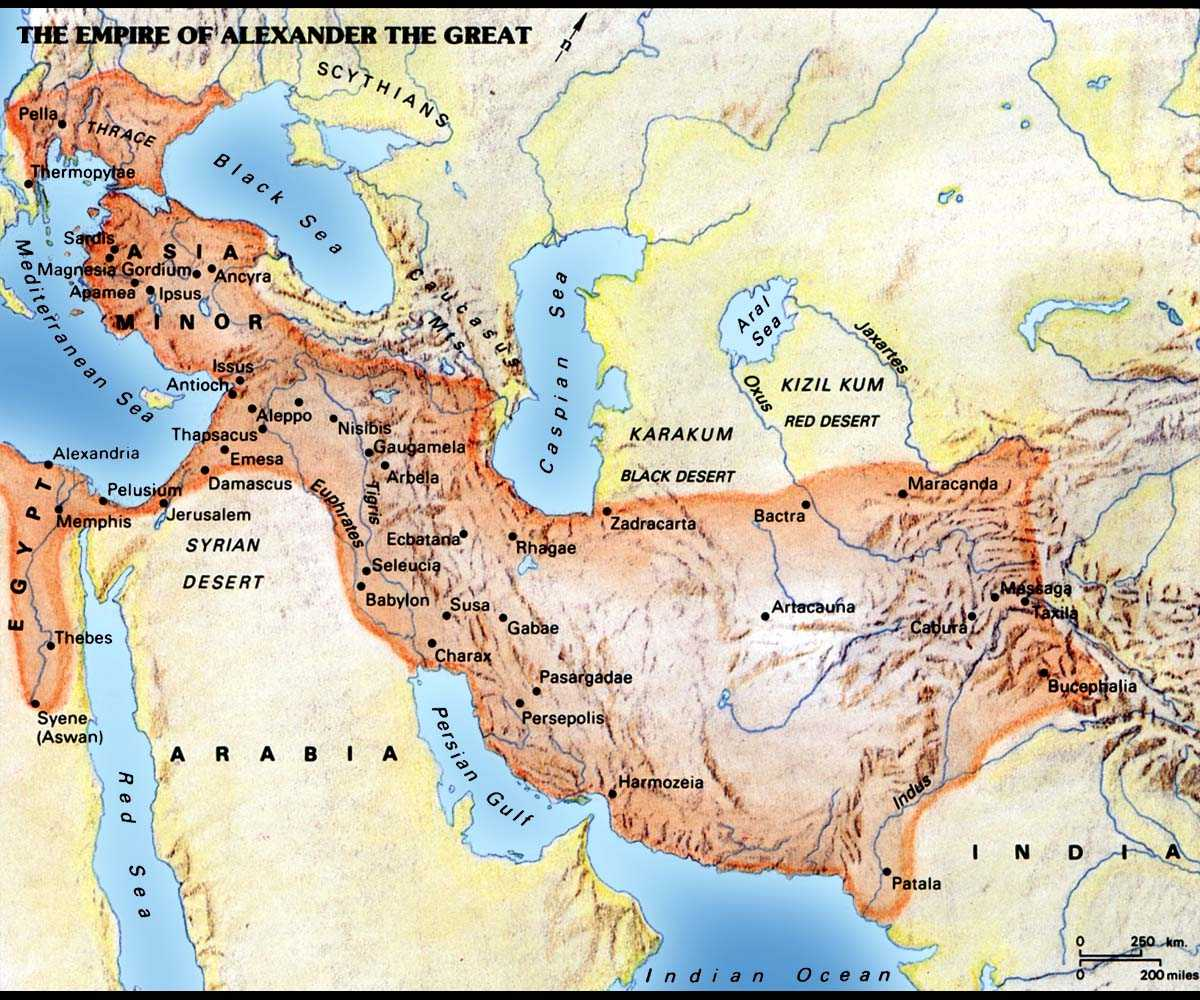 THE EMPIRE OF ALEXANDER THE GREAT
n
SCYTHIANS
Pella
THRACE
Thermopylae
Black Sea
Sardis
ASIA
Magnesia
Gordium
Ancyra
Apamea
Ipsus
MINOR
Mediterranean Sea
Caucasus
Mts.
Caspian Sea
Aral
Sea
Jaxartes
Oxus
KIZIL KUM
RED DESERT
KARAKUM
BLACK DESERT
Issus
Antioch
Aleppo
Nisibis
Thapsacus
Gaugamela
Emesa
Arbela
Damascus
Alexandria
Pelusium
Memphis
Jerusalem
EGYPT
SYRIAN
DESERT
Euphrates
Tigris
Ecbatana
Rhagae
Zadracarta
Bactra
Maracanda
Seleucia
Babylon
Susa
Gabae
Charax
Artacauna
Massaga
Taxila
Cabura
Bucephalia
Thebes
Syene
(Aswan)
Pasargadae
Persepolis
ARABIA
Red Sea
Persian Gulf
Harmozeia
Indus
INDIA
Patala
Indian Ocean
0 250 km.
0 200 miles